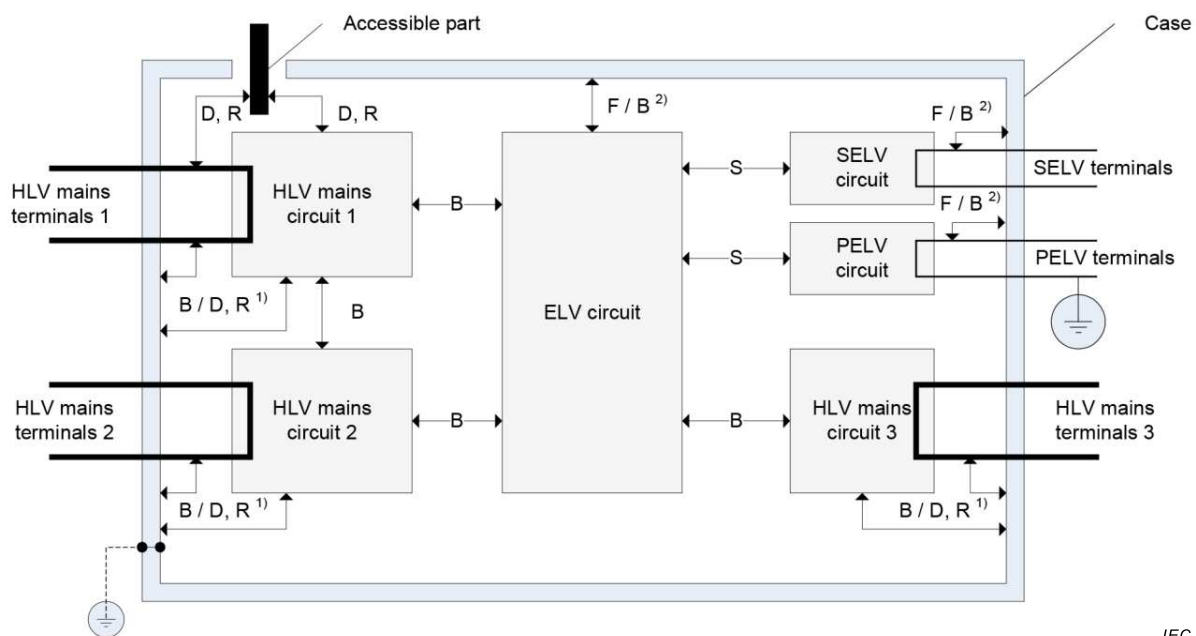 Accessible part
Case
D, R
D, R
F / B 2)
F / B 2)
HLV mains
terminals 1
HLV mains
circuit 1
B
S
SELV
circuit
SELV terminals
F / B 2)
B / D, R 1)
B
ELV circuit
S
PELV
circuit
PELV terminals
HLV mains
terminals 2
HLV mains
circuit 2
B
B
HLV mains
circuit 3
HLV mains
terminals 3
B / D, R 1)
B / D, R 1)
IEC